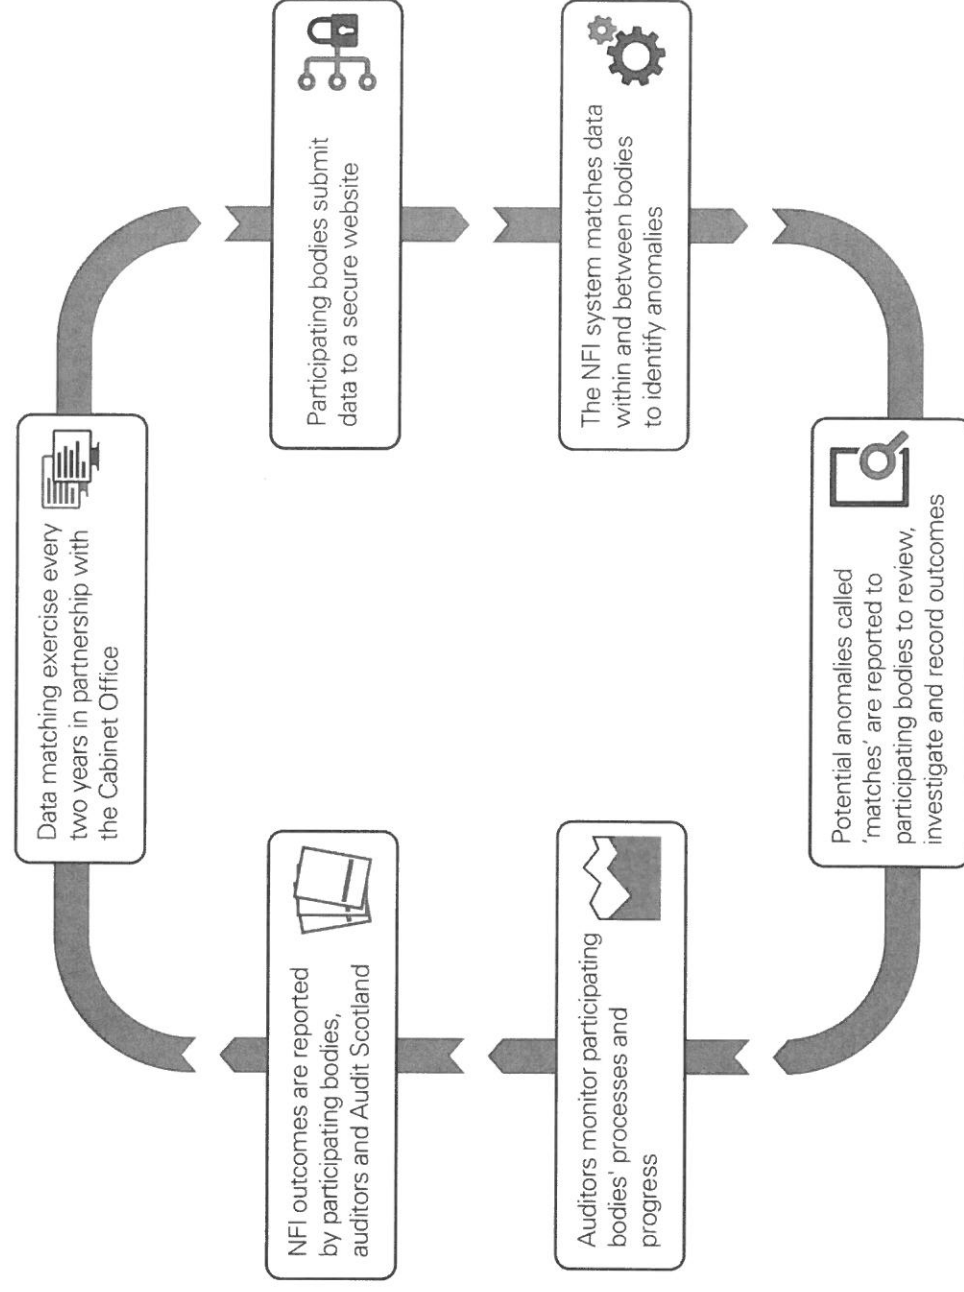 Data matching exercise every
two years in partnership with
the Cabinet Office
Participating bodies submit
data to a secure website
The NFI system matches data
within and between bodies
to identify anomalies
Potential anomalies called
'matches' are reported to
participating bodies to review,
investigate and record outcomes
Auditors monitor participating
bodies' processes and
progress
NFI outcomes are reported
by participating bodies,
auditors and Audit Scotland